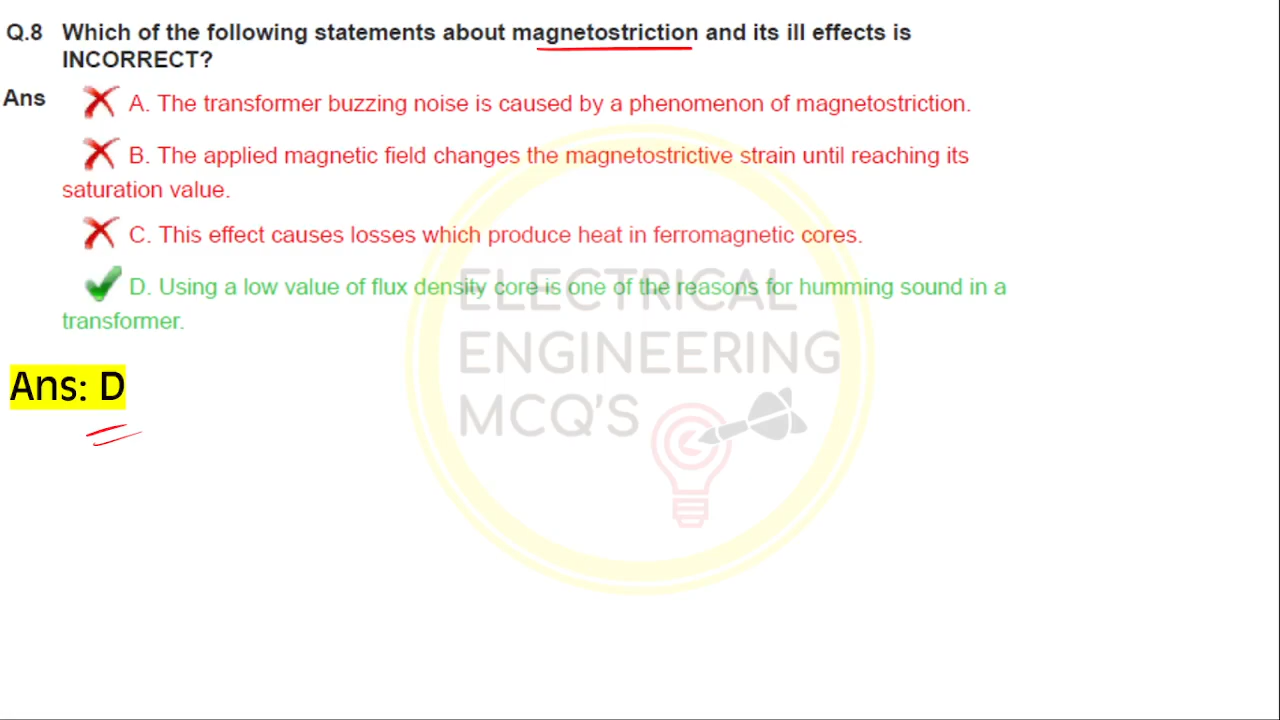 Q.8 Which of the following statements about magnetostriction and its ill effects is
INCORRECT?
Ans A. The transformer buzzing noise is caused by a phenomenon of magnetostriction.
B. The applied magnetic field changes the magnetostrictive strain until reaching its
saturation value.
C. This effect causes losses which produce heat in ferromagnetic cores.
D. Using a low value of flux density core is one of the reasons for humming sound in a
transformer.
ELECTRICAL
ENGINEERING
MCQ'S
Ans: D